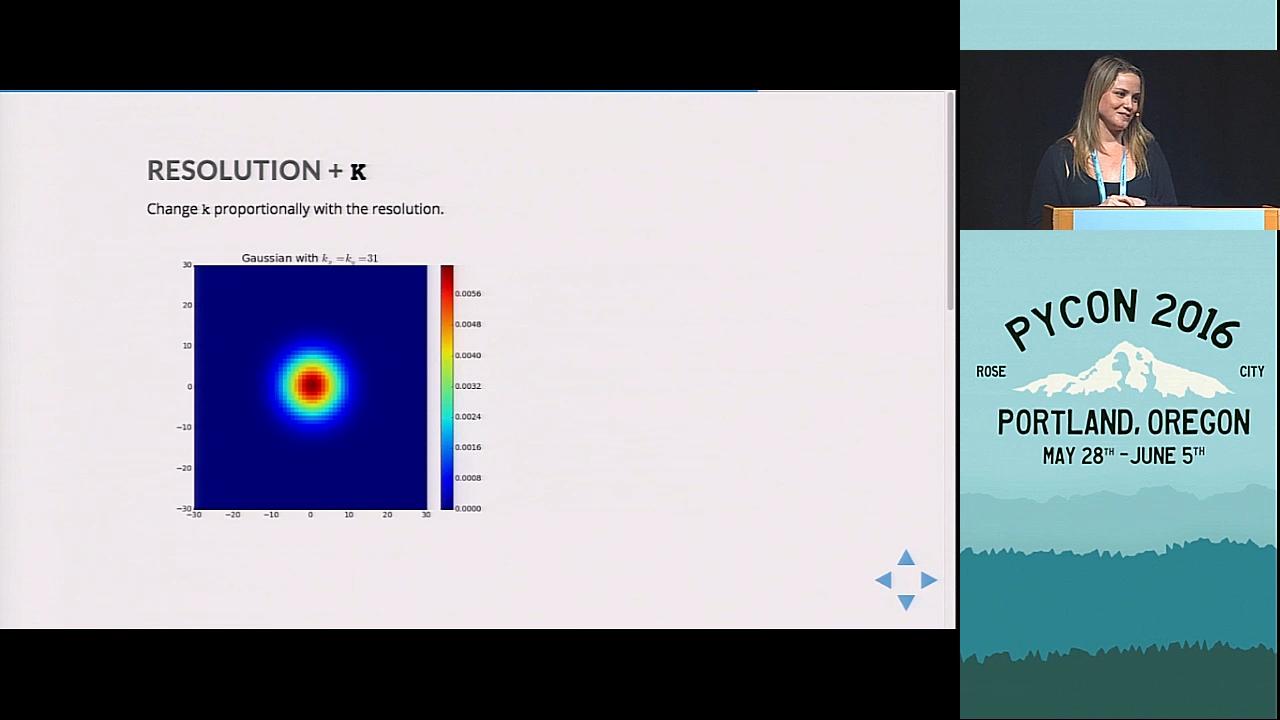 RESOLUTION + K
Change k proportionally with the resolution.
Gaussian with kₓ =kᵧ =31
30
20
10
0
−10
−20
−30
−30 −20 −10 0 10 20 30
0.0056
0.0048
0.0040
0.0032
0.0024
0.0016
0.0008
0.0000
PYCON 2016
ROSE CITY
PORTLAND, OREGON
MAY 28TH - JUNE 5TH